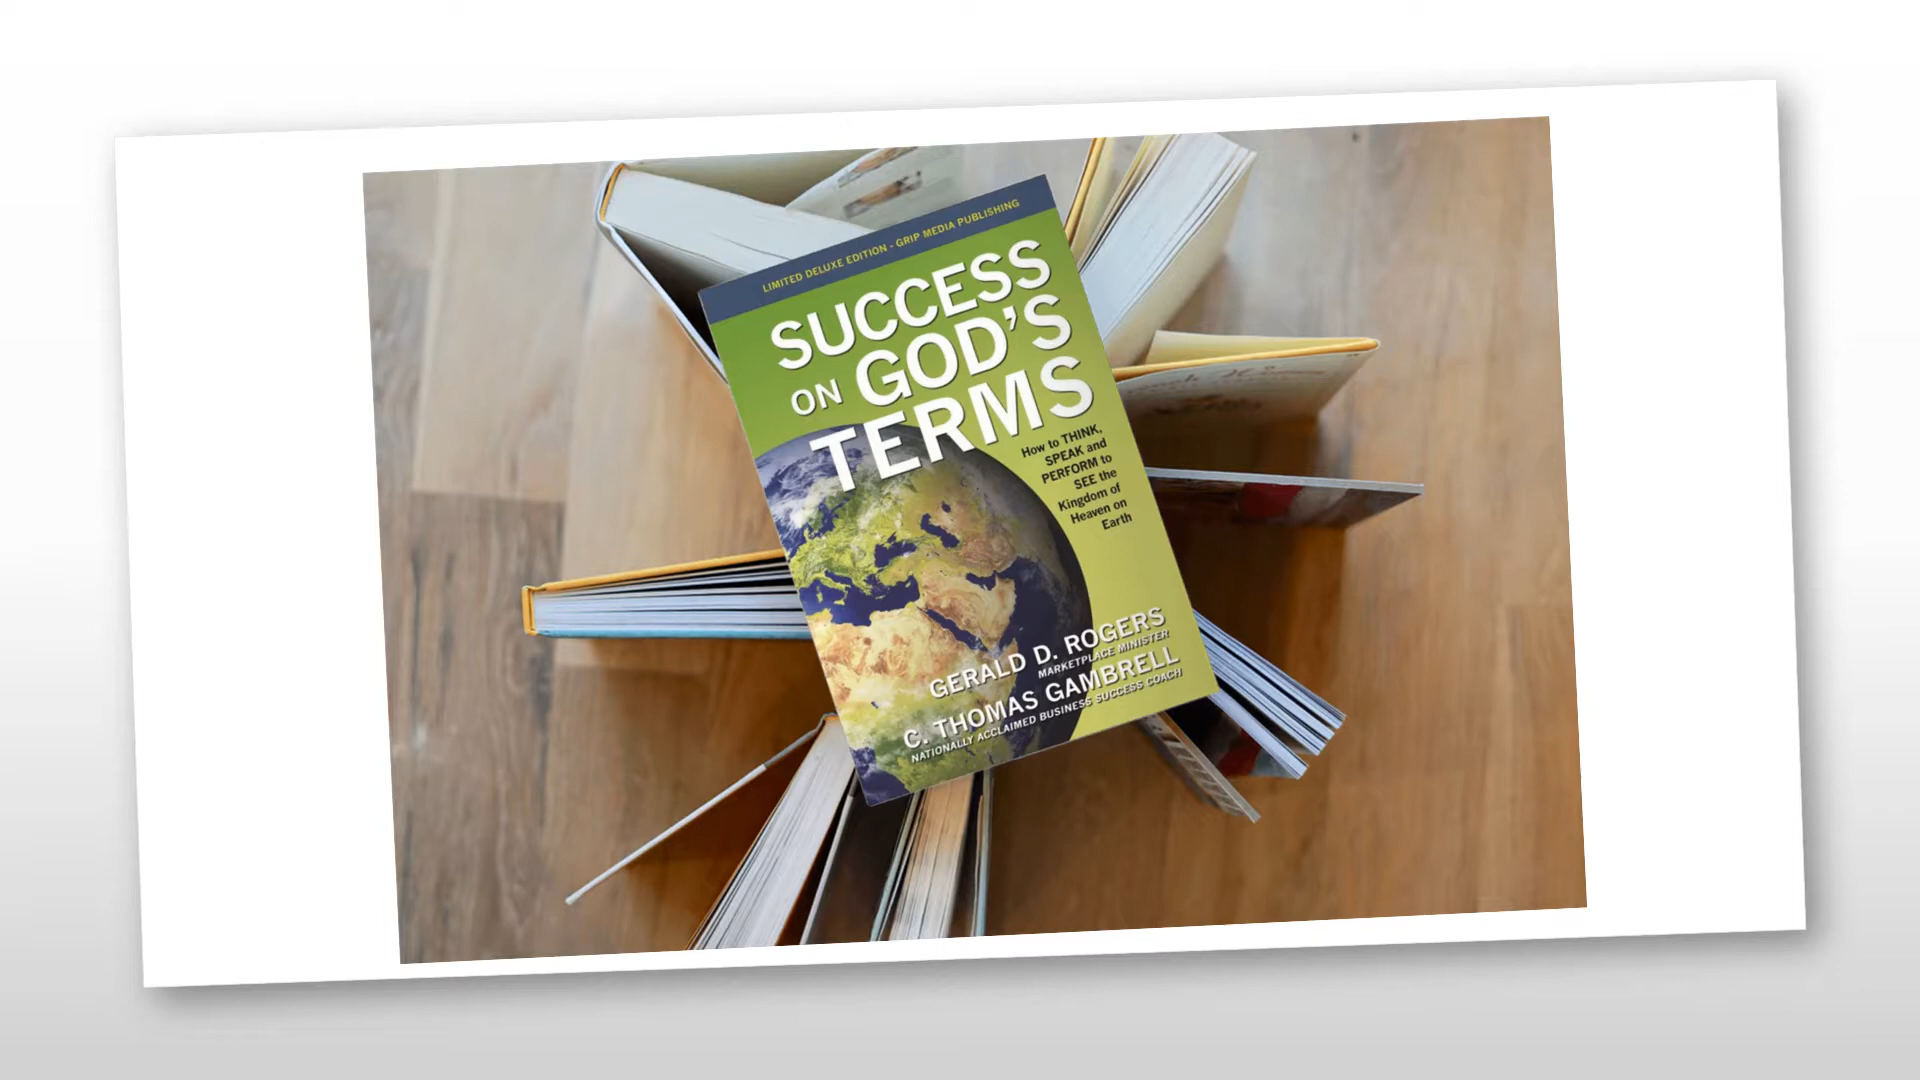 LIMITED DELUXE EDITION - GRIP MEDIA PUBLISHING
SUCCESS
ON GOD'S
TERMS
How to THINK,
SPEAK and
PERFORM to
SEE the
Kingdom of
Heaven on
Earth
GERALD D. ROGERS
MARKETPLACE MINISTER
C. THOMAS GAMBRELL
NATIONALLY ACCLAIMED BUSINESS SUCCESS COACH